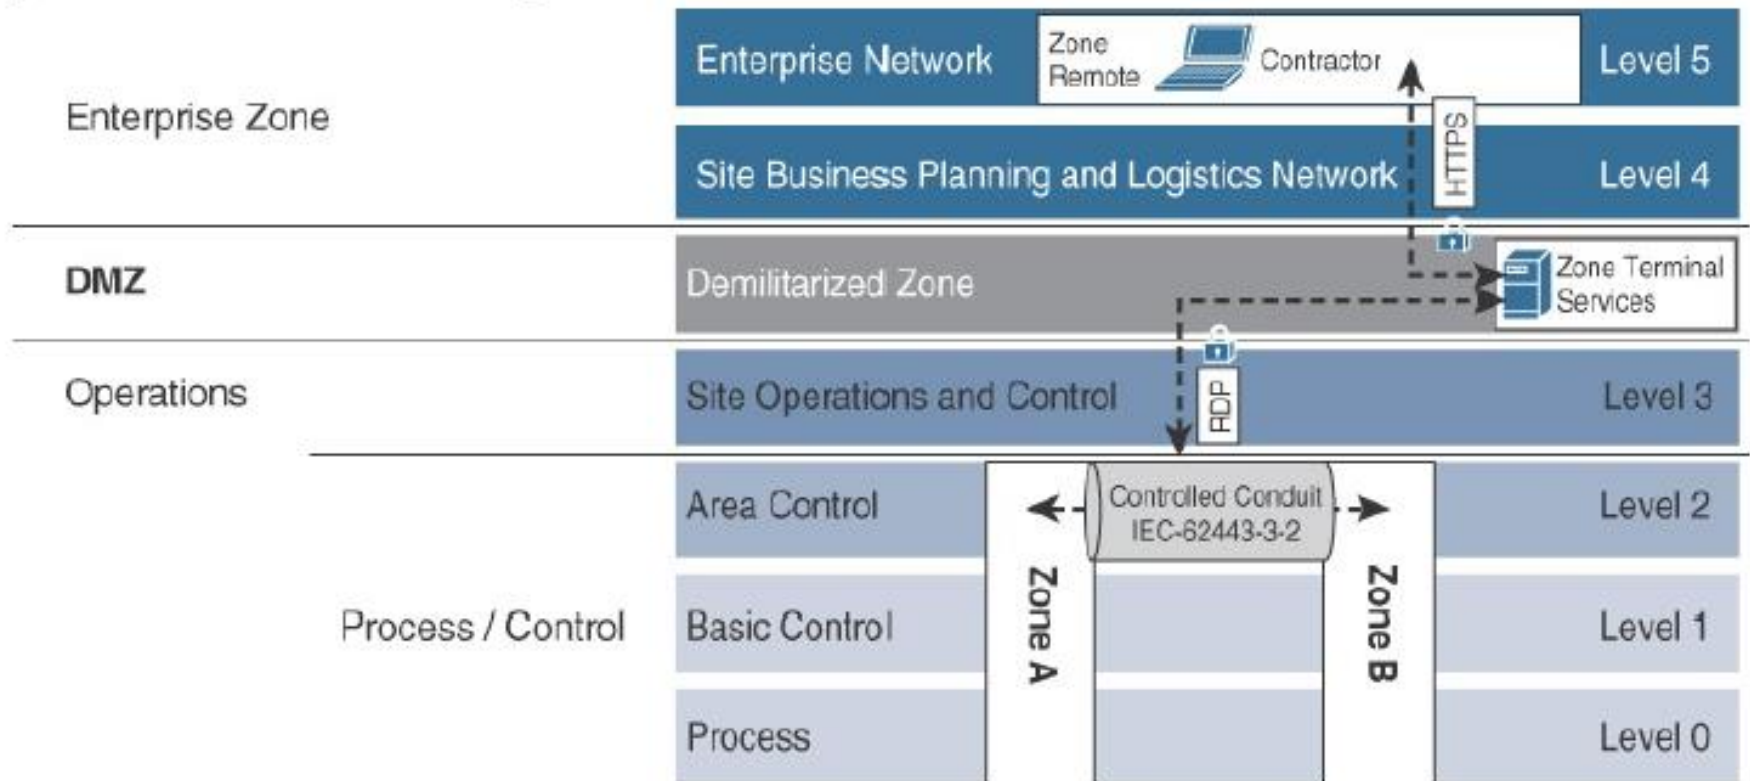 Enterprise Zone
Enterprise Network
Zone
Remote
Contractor
Level 5
HTTPS
Site Business Planning and Logistics Network
Level 4
DMZ
Demilitarized Zone
Zone Terminal
Services
Operations
Site Operations and Control
RDP
Level 3
Process / Control
Area Control
Controlled Conduit
IEC-62443-3-2
Level 2
Zone A
Zone B
Basic Control
Level 1
Process
Level 0